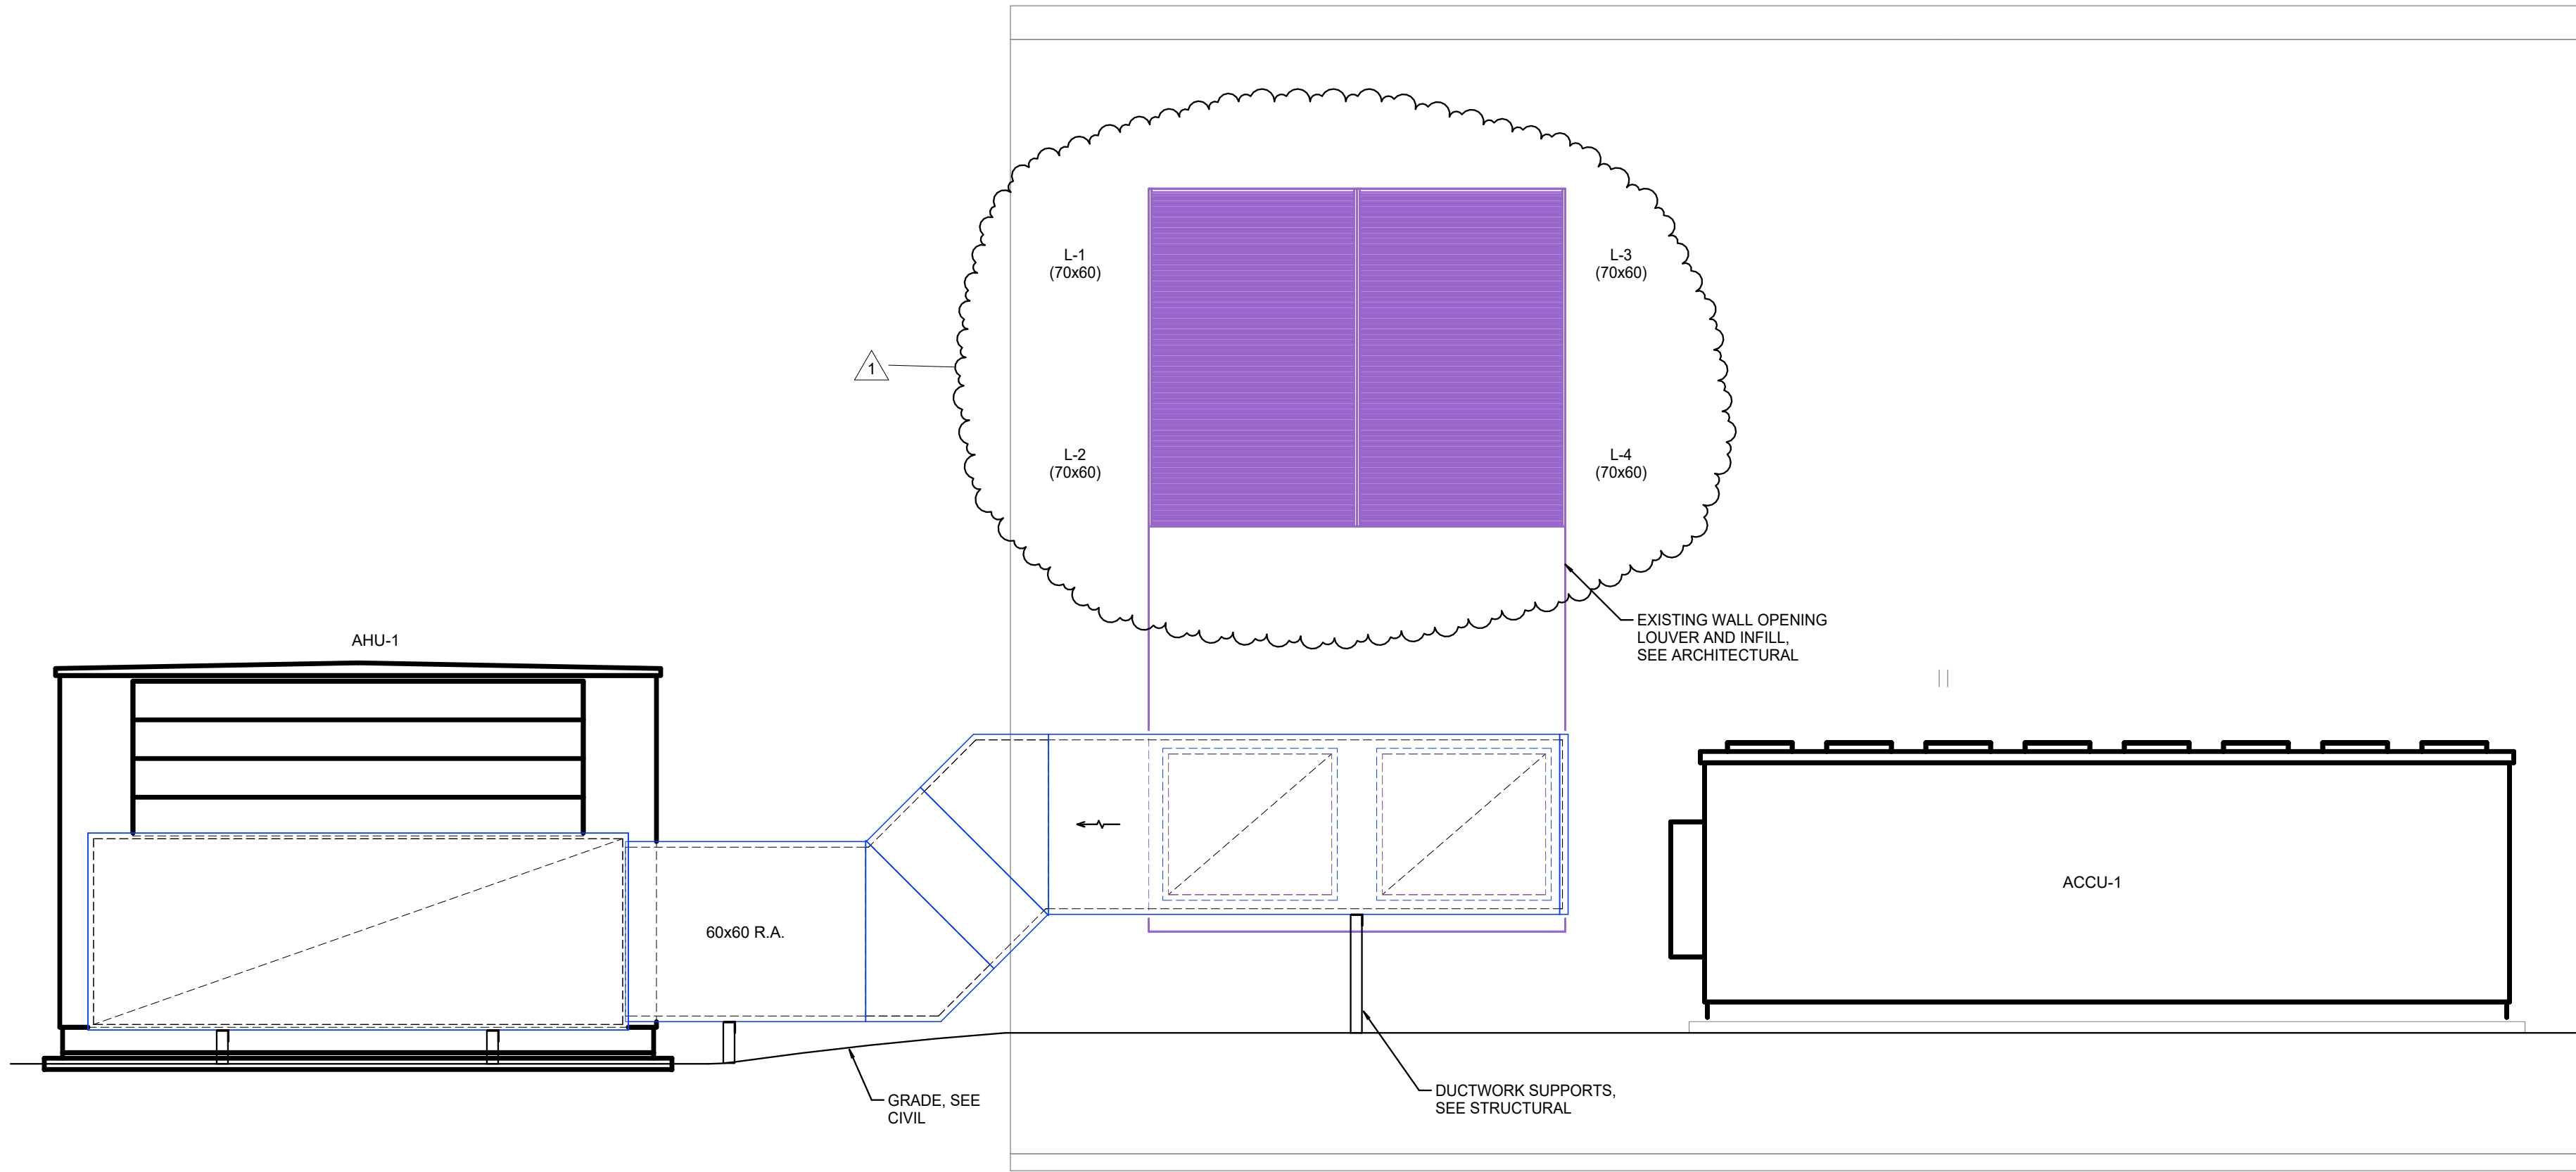 L-1
(70x60)
L-3
(70x60)
1
L-2
(70x60)
L-4
(70x60)
EXISTING WALL OPENING
LOUVER AND INFILL,
SEE ARCHITECTURAL
AHU-1
ACCU-1
60x60 R.A.
GRADE, SEE
CIVIL
DUCTWORK SUPPORTS,
SEE STRUCTURAL